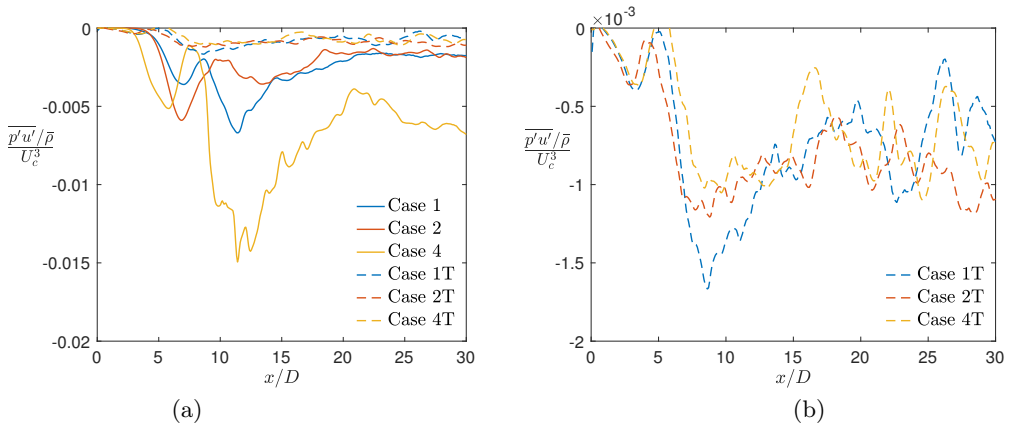 0
-0.005
-0.01
-0.015
-0.02
0 5 10 15 20 25 30
x/D
p'u'/ρ̄
U_c^3
Case 1
Case 2
Case 4
Case 1T
Case 2T
Case 4T
(a)
×10^-3
0
-0.5
-1
-1.5
-2
0 5 10 15 20 25 30
x/D
p'u'/ρ̄
U_c^3
Case 1T
Case 2T
Case 4T
(b)